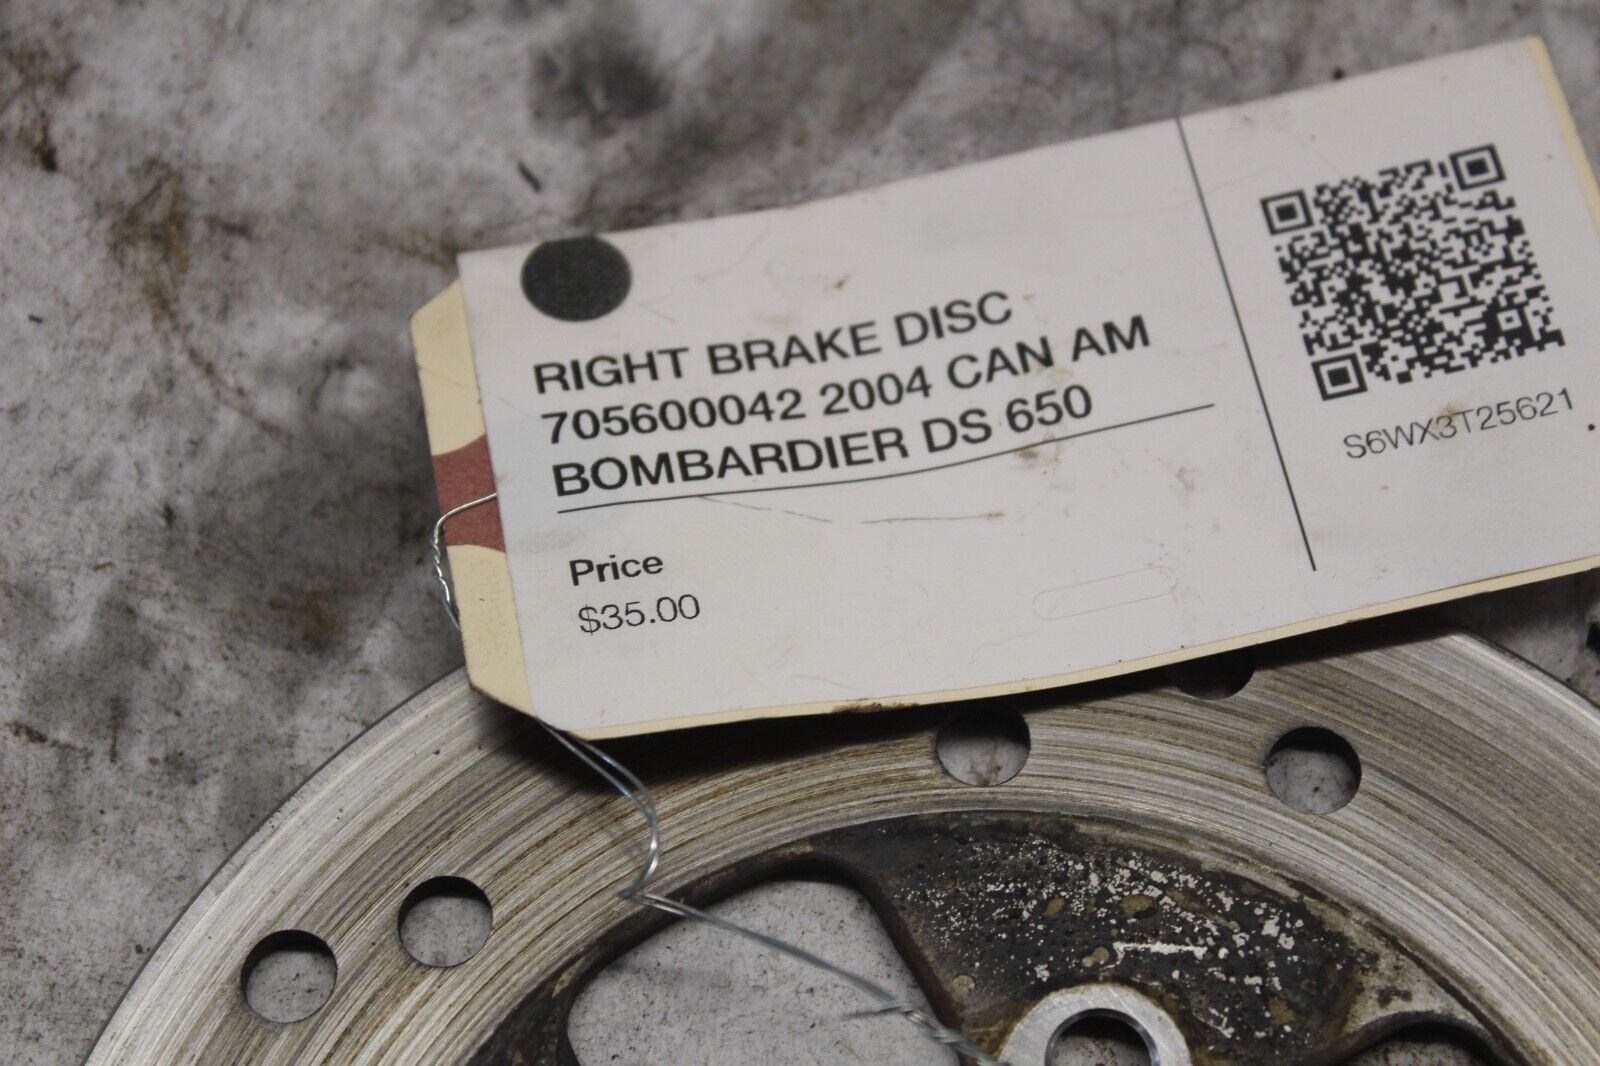 RIGHT BRAKE DISC
705600042 2004 CAN AM
BOMBARDIER DS 650
Price
$35.00
S6WX3T25621